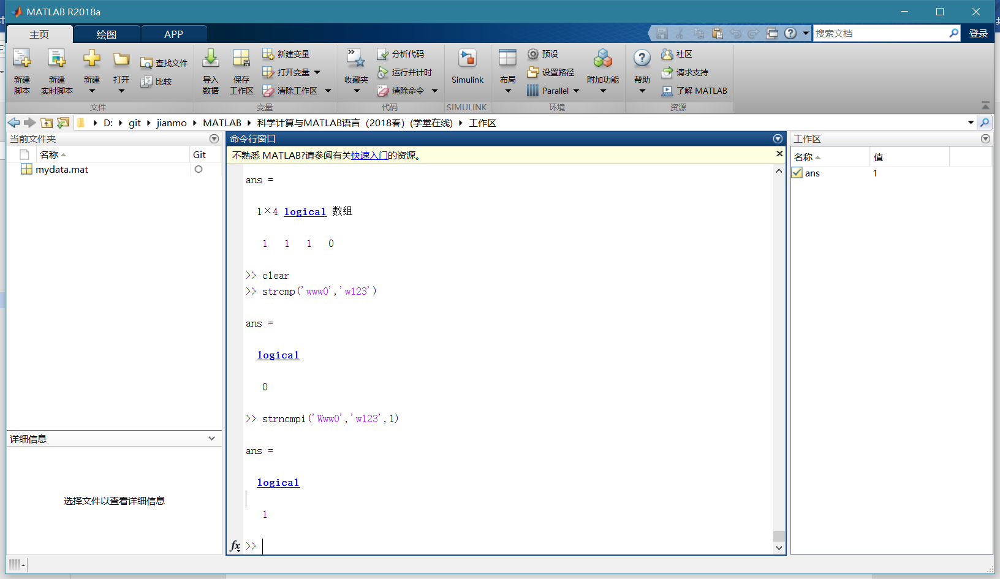 MATLAB R2018a
主页 绘图 APP
搜索文档 登录
新建脚本
新建实时脚本
新建
打开
查找文件
比较
文件
导入数据
保存工作区
新建变量
打开变量
清除工作区
变量
收藏夹
分析代码
运行并计时
清除命令
代码
Simulink
SIMULINK
布局
预设
设置路径
Parallel
附加功能
环境
帮助
社区
请求支持
了解 MATLAB
资源
D: git jianmo MATLAB 科学计算与MATLAB语言（2018春）(学堂在线) 工作区
当前文件夹
名称 Git
mydata.mat
详细信息
选择文件以查看详细信息
命令行窗口
不熟悉 MATLAB?请参阅有关快速入门的资源。
ans =
1×4 logical 数组
1 1 1 0
>> clear
>> strcmp('www0','w123')
ans =
logical
0
>> strncmpi('Www0','w123',1)
ans =
logical
1
fx >>
工作区
名称 值
ans 1